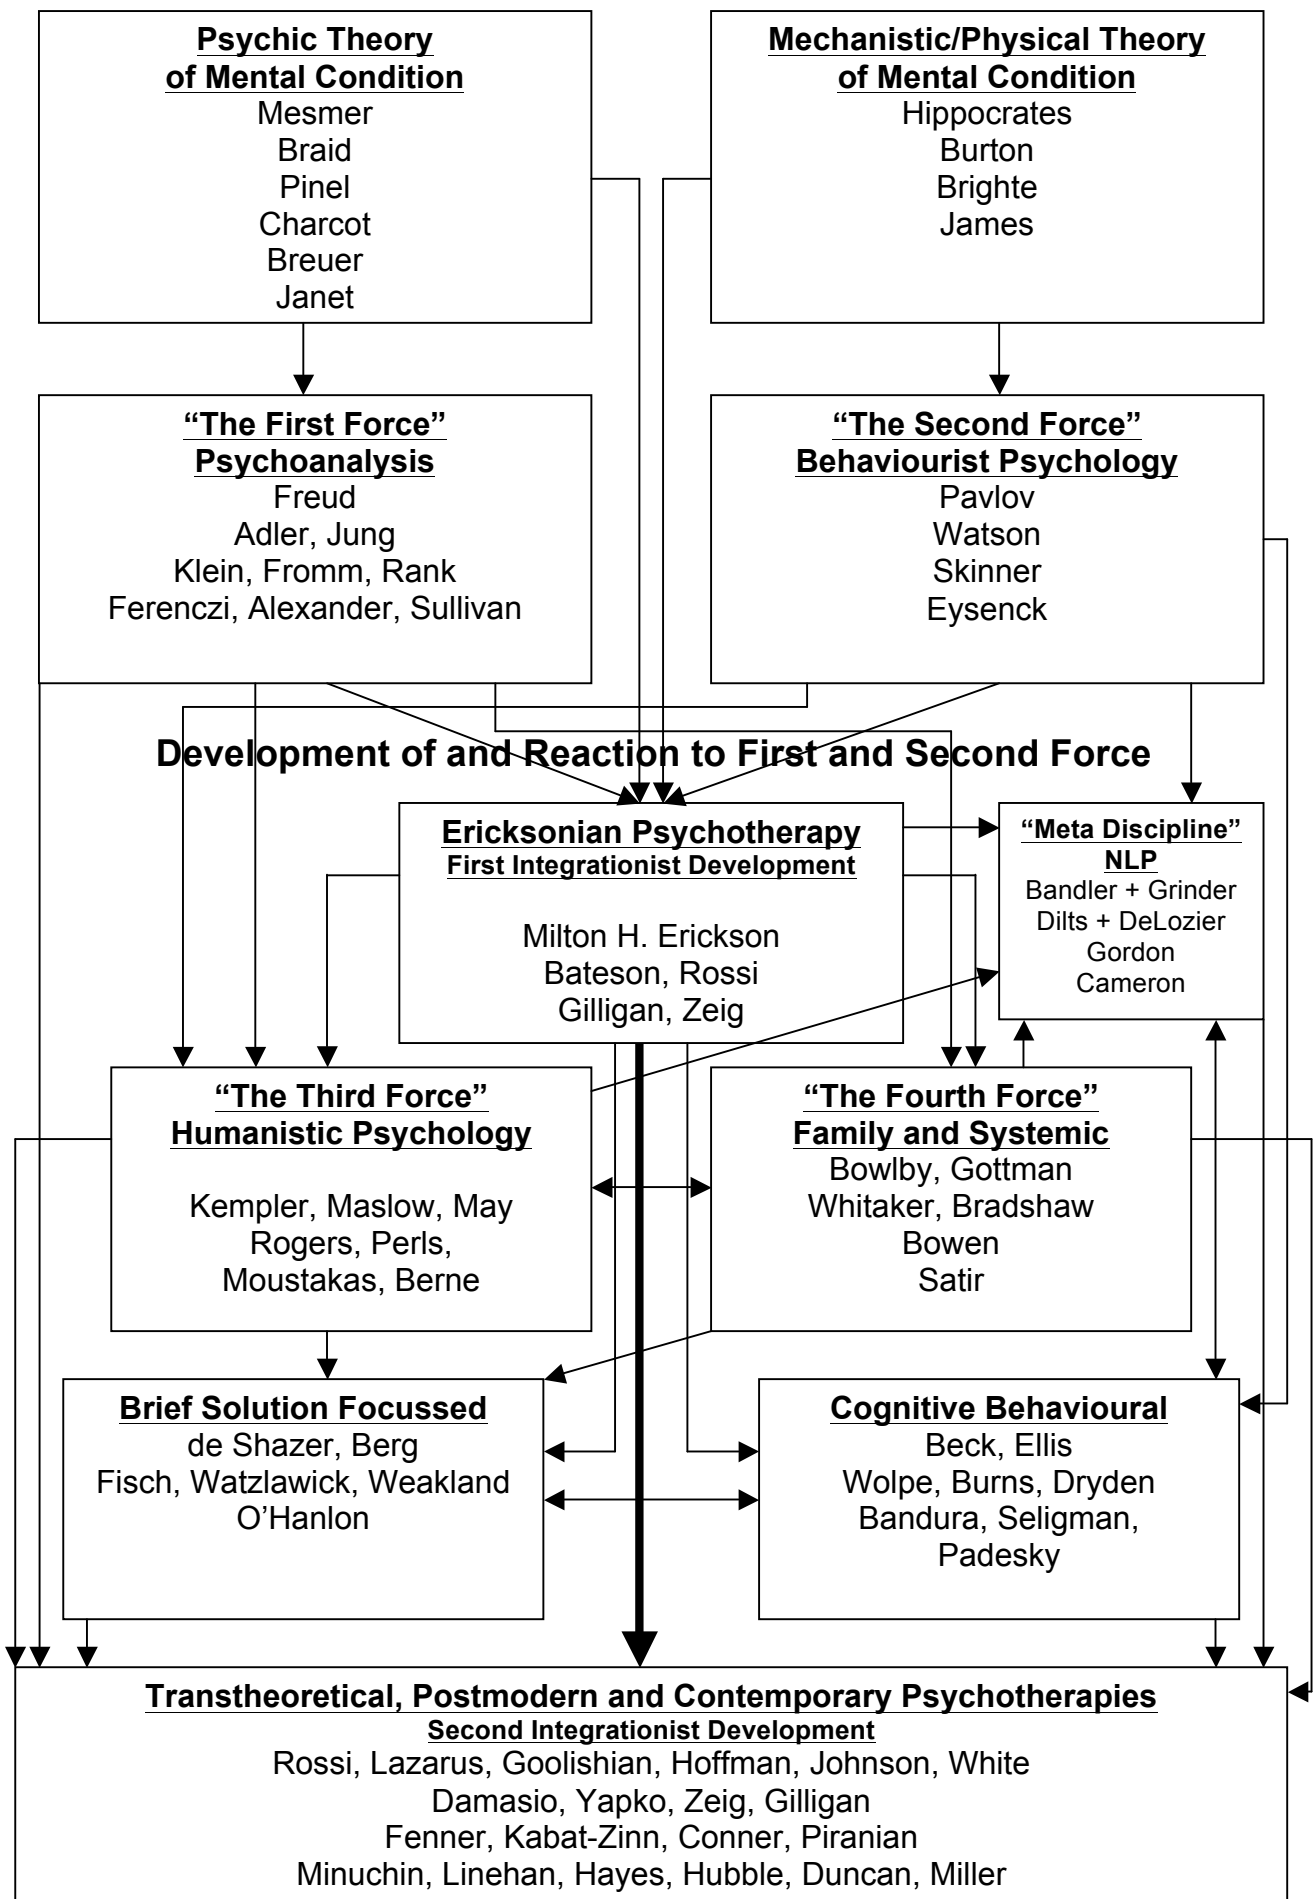 Psychic Theory
of Mental Condition
Mesmer
Braid
Pinel
Charcot
Breuer
Janet
Mechanistic/Physical Theory
of Mental Condition
Hippocrates
Burton
Brighte
James
“The First Force”
Psychoanalysis
Freud
Adler, Jung
Klein, Fromm, Rank
Ferenczi, Alexander, Sullivan
“The Second Force”
Behaviourist Psychology
Pavlov
Watson
Skinner
Eysenck
Development of and Reaction to First and Second Force
Ericksonian Psychotherapy
First Integrationist Development
Milton H. Erickson
Bateson, Rossi
Gilligan, Zeig
“Meta Discipline”
NLP
Bandler + Grinder
Dilts + DeLozier
Gordon
Cameron
“The Third Force”
Humanistic Psychology
Kempler, Maslow, May
Rogers, Perls,
Moustakas, Berne
“The Fourth Force”
Family and Systemic
Bowlby, Gottman
Whitaker, Bradshaw
Bowen
Satir
Brief Solution Focussed
de Shazer, Berg
Fisch, Watzlawick, Weakland
O’Hanlon
Cognitive Behavioural
Beck, Ellis
Wolpe, Burns, Dryden
Bandura, Seligman,
Padesky
Transtheoretical, Postmodern and Contemporary Psychotherapies
Second Integrationist Development
Rossi, Lazarus, Goolishian, Hoffman, Johnson, White
Damasio, Yapko, Zeig, Gilligan
Fenner, Kabat-Zinn, Conner, Piranian
Minuchin, Linehan, Hayes, Hubble, Duncan, Miller